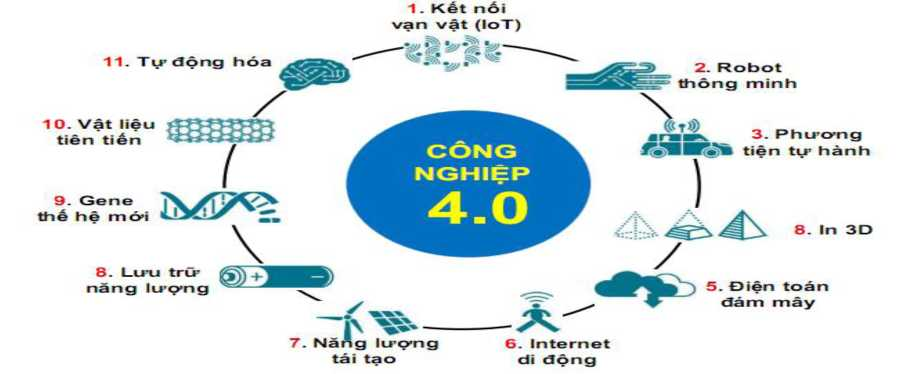 1. Kết nối
vạn vật (IoT)
2. Robot
thông minh
3. Phương
tiện tự hành
8. In 3D
5. Điện toán
đám mây
6. Internet
di động
7. Năng lượng
tái tạo
8. Lưu trữ
năng lượng
9. Gene
thế hệ mới
10. Vật liệu
tiên tiến
11. Tự động hóa
CÔNG
NGHIỆP
4.0